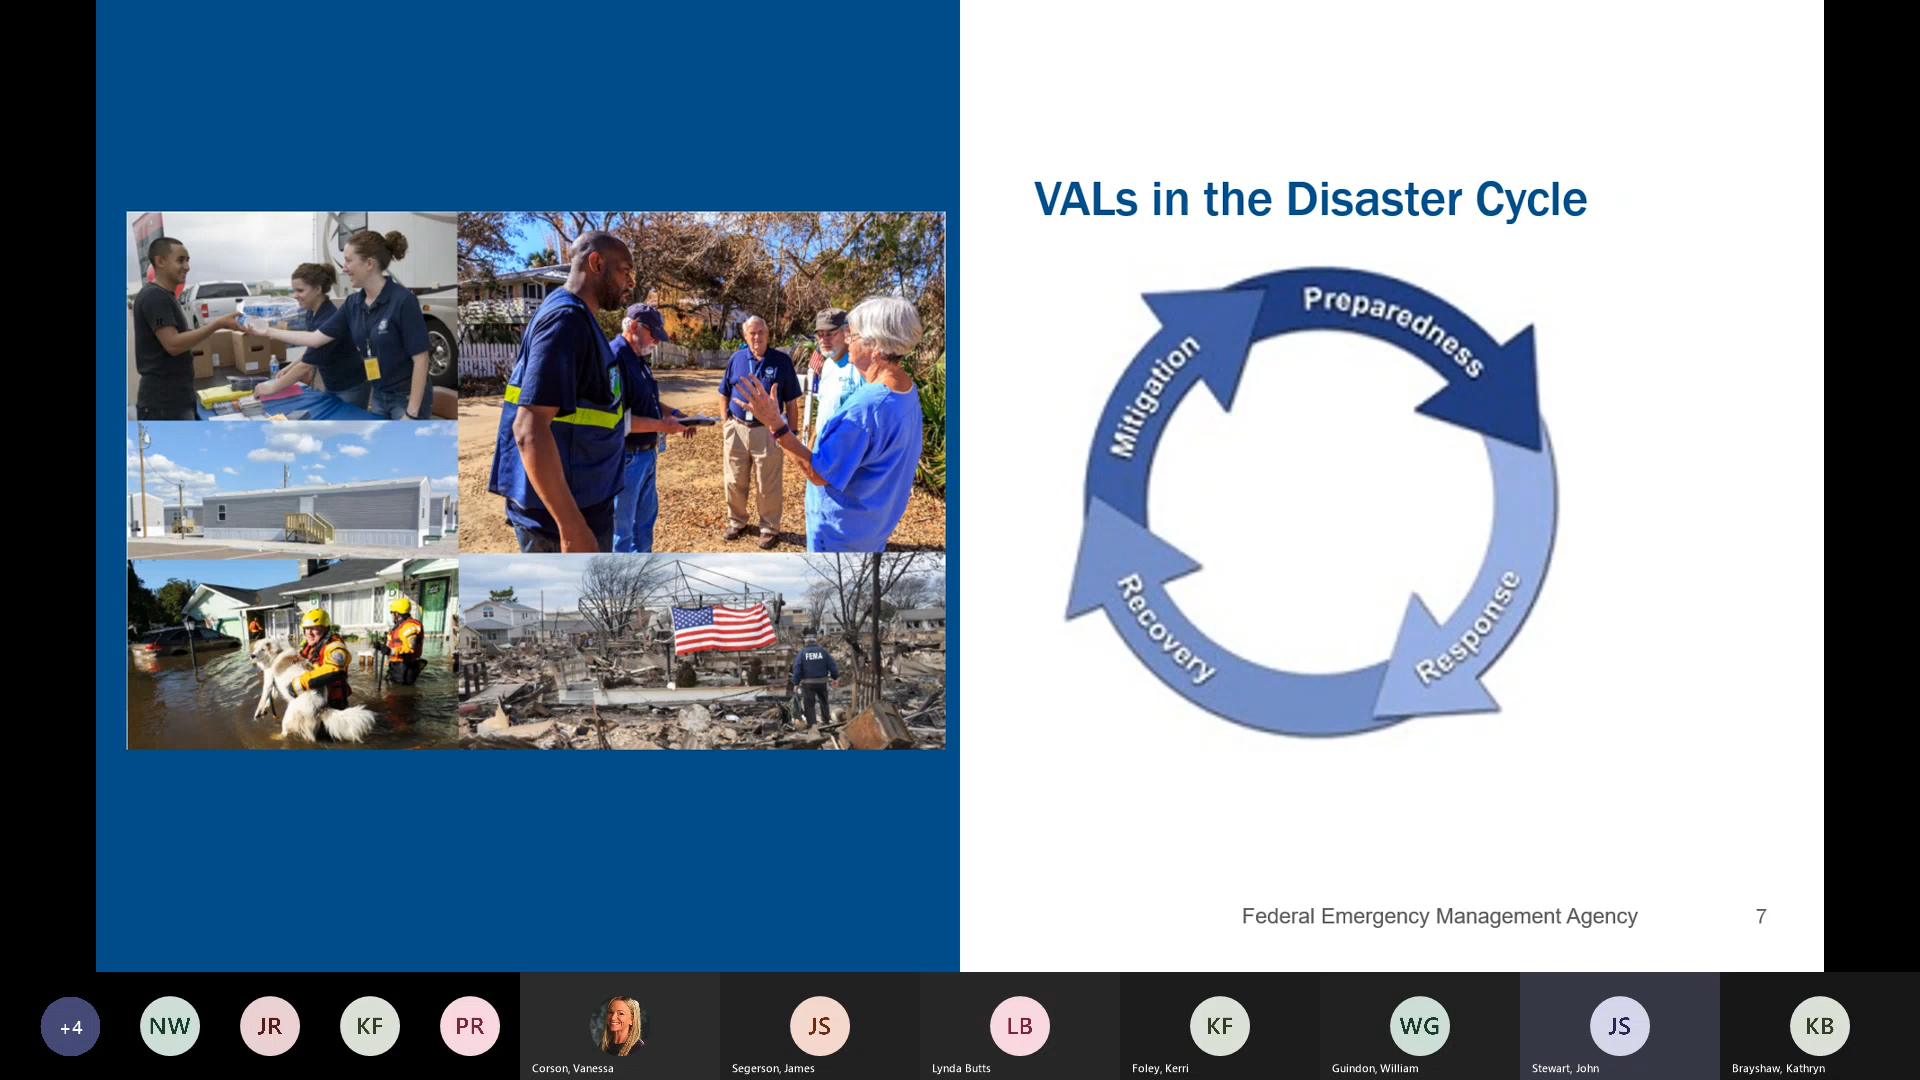 VALs in the Disaster Cycle
Preparedness
Mitigation
Response
Recovery
FEMA
Federal Emergency Management Agency
7
+4
NW
JR
KF
PR
JS
LB
KF
WG
JS
KB
Corson, Vanessa
Segerson, James
Lynda Butts
Foley, Kerri
Guindon, William
Stewart, John
Brayshaw, Kathryn